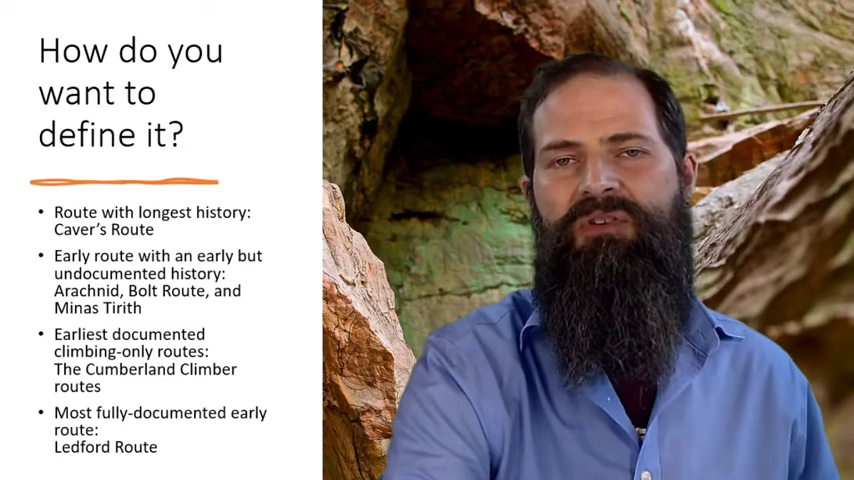 How do you
want to
define it?
• Route with longest history:
Caver's Route
• Early route with an early but
undocumented history:
Arachnid, Bolt Route, and
Minas Tirith
• Earliest documented
climbing-only routes:
The Cumberland Climber
routes
• Most fully-documented early
route:
Ledford Route